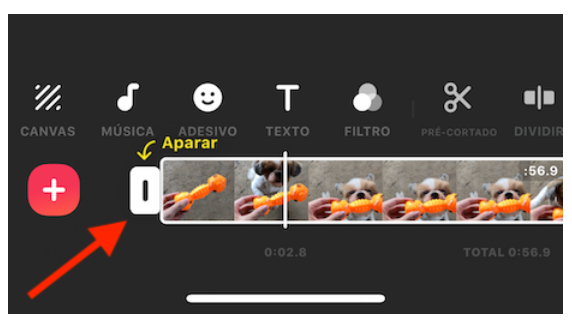 CANVAS MÚSICA ADESIVO TEXTO FILTRO PRÉ-CORTADO DIVIDIR
Aparar
:56.9
0:02.8 TOTAL 0:56.9